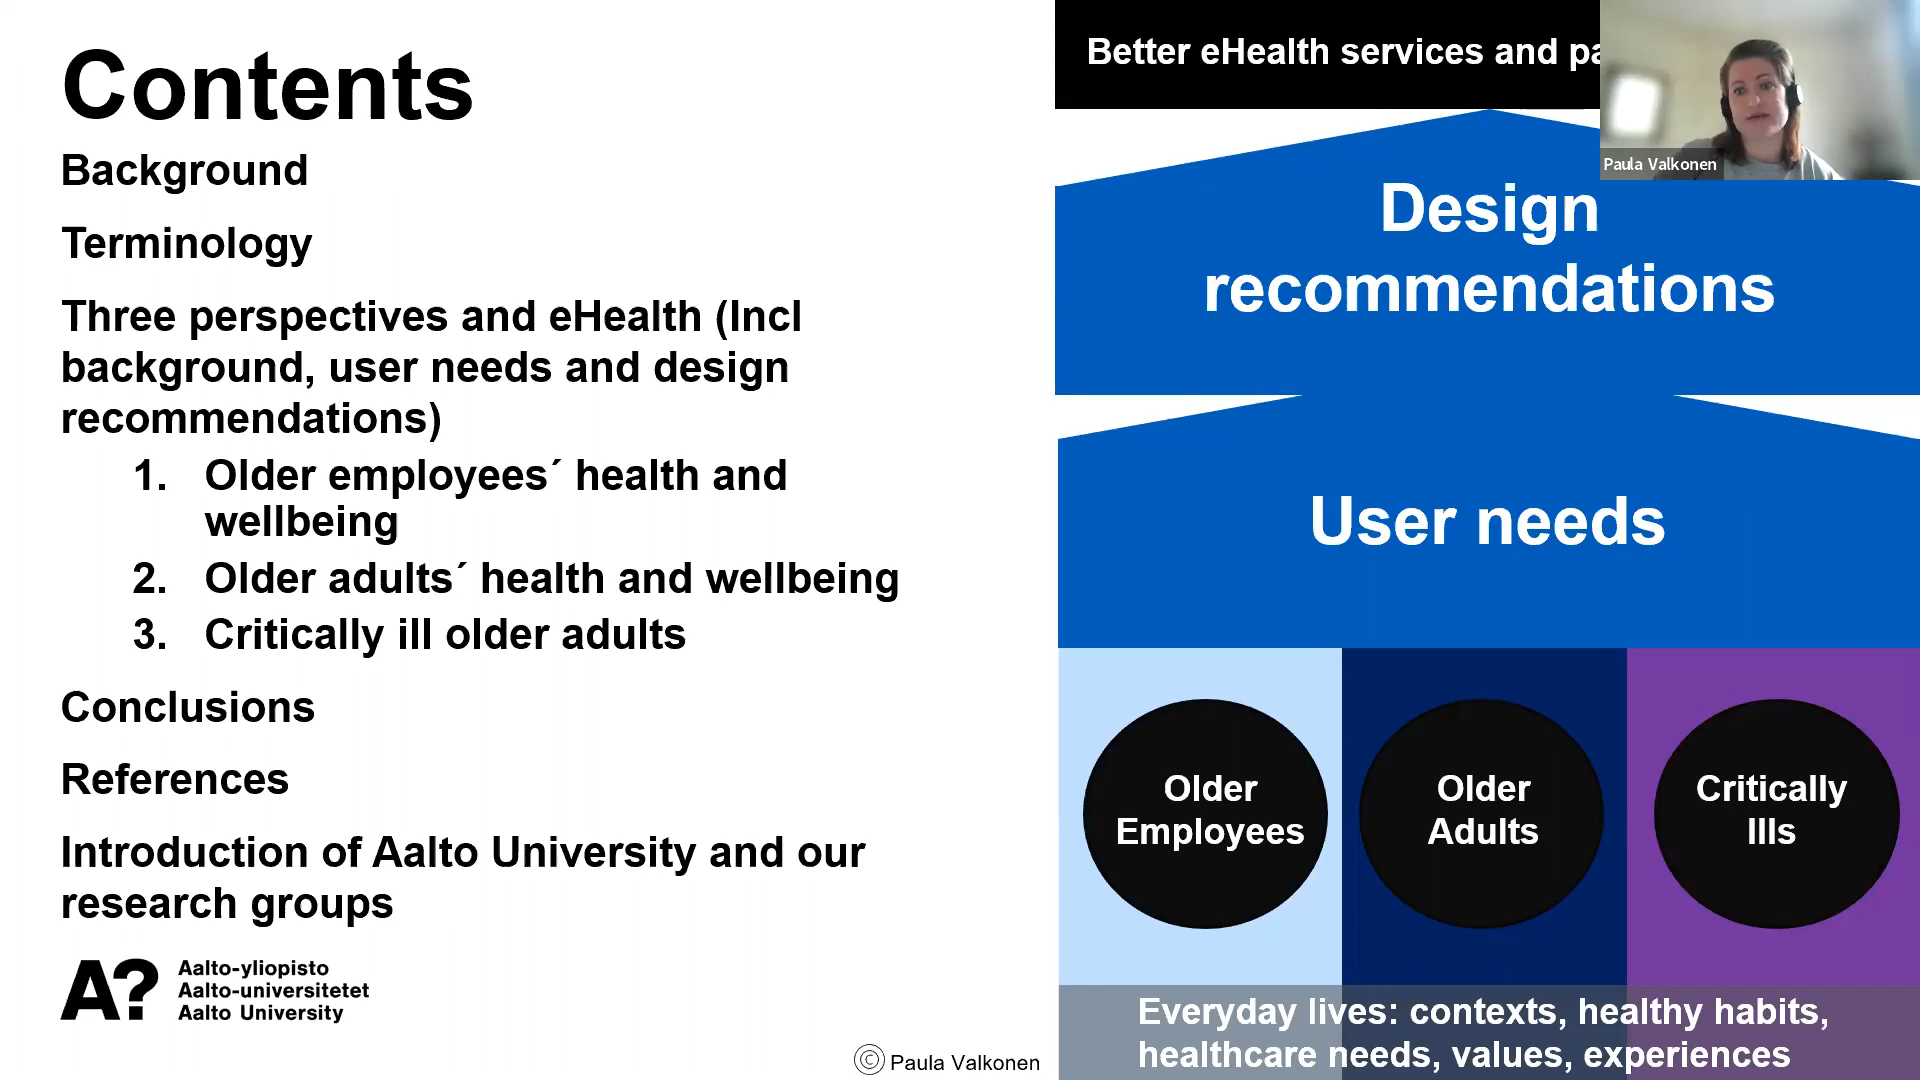 Contents
Background
Terminology
Three perspectives and eHealth (Incl
background, user needs and design
recommendations)
1. Older employees´ health and
wellbeing
2. Older adults´ health and wellbeing
3. Critically ill older adults
Conclusions
References
Introduction of Aalto University and our
research groups
A?
Aalto-yliopisto
Aalto-universitetet
Aalto University
© Paula Valkonen
Better eHealth services and
Paula Valkonen
Design
recommendations
User needs
Older
Employees
Older
Adults
Critically
Ills
Everyday lives: contexts, healthy habits,
healthcare needs, values, experiences